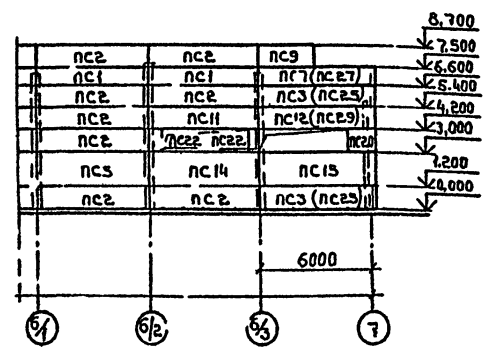 8.700
ПС2 ПС2 ПС9 7.500
6.600
ПС1 ПС1 ПС7(ПС27)
5.400
ПС2 ПС2 ПС3(ПС25)
4,200
ПС2 ПС11 ПС12(ПС29)
3,000
ПС2 ПС22 ПС22 ПС20
1.200
ПС5 ПС14 ПС15
0,000
ПС2 ПС2 ПС3(ПС25)
6000
6/1 6/2 6/3 7